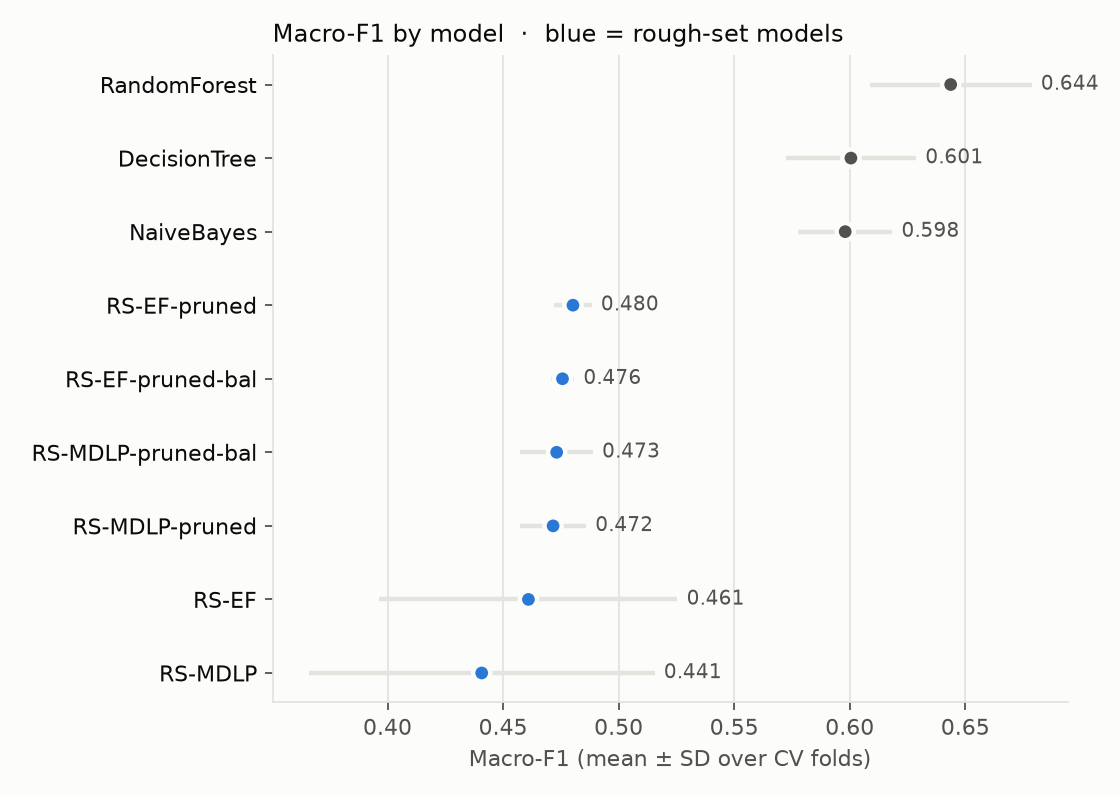 Macro-F1 by model · blue = rough-set models
RandomForest 0.644
DecisionTree 0.601
NaiveBayes 0.598
RS-EF-pruned 0.480
RS-EF-pruned-bal 0.476
RS-MDLP-pruned-bal 0.473
RS-MDLP-pruned 0.472
RS-EF 0.461
RS-MDLP 0.441
0.40 0.45 0.50 0.55 0.60 0.65
Macro-F1 (mean ± SD over CV folds)